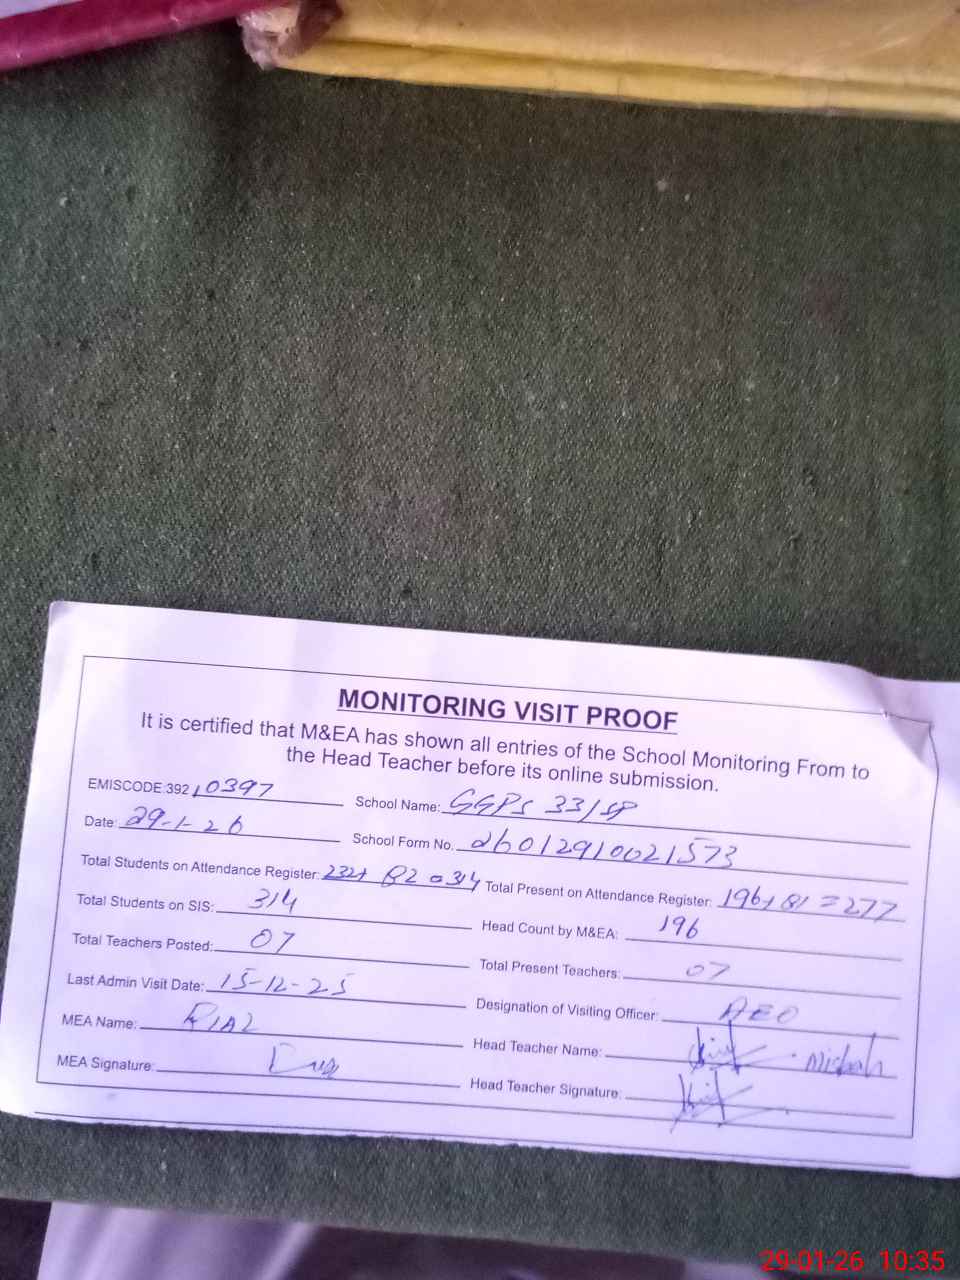 MONITORING VISIT PROOF
It is certified that M&EA has shown all entries of the School Monitoring From to
the Head Teacher before its online submission.
EMISCODE:392 10397 School Name: GGPS 33/SP
Date: 29-1-26 School Form No. 26012910021573
Total Students on Attendance Register: 232+ 82 = 314 Total Present on Attendance Register: 196+81=277
Total Students on SIS: 314 Head Count by M&EA: 196
Total Teachers Posted: 07 Total Present Teachers: 07
Last Admin Visit Date: 15-12-25 Designation of Visiting Officer: AEO
MEA Name: RIAZ Head Teacher Name: Misbah
MEA Signature: Head Teacher Signature:
29-01-26 10:35